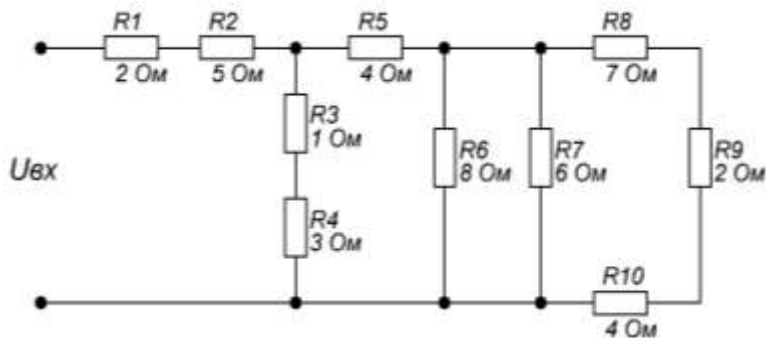 R1
2 Ом
R2
5 Ом
R5
4 Ом
R8
7 Ом
R3
1 Ом
R6
8 Ом
R7
6 Ом
R9
2 Ом
Uвх
R4
3 Ом
R10
4 Ом